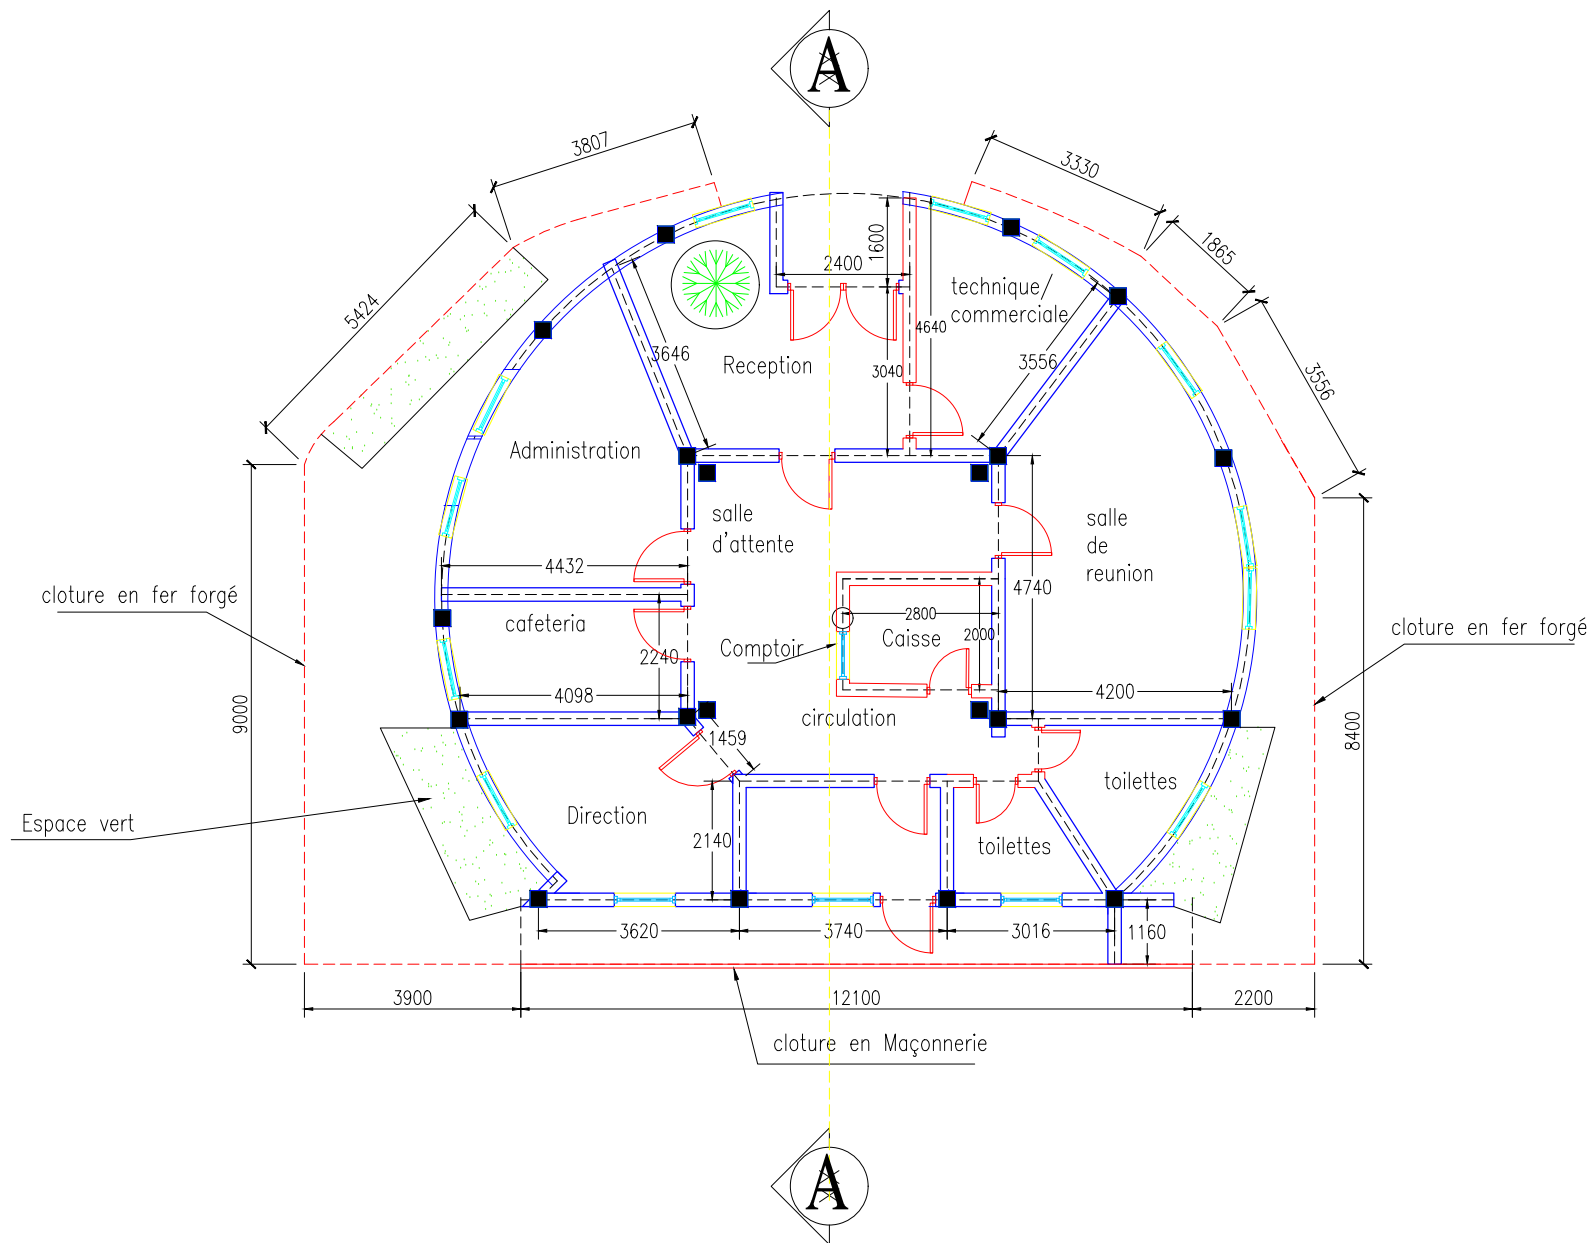 A
3807
3330
1865
5424
1600
2400
technique/
commerciale
4640
3646
3556
3040
Reception
3556
Administration
salle
d'attente
salle
de
reunion
4432
4740
cloture en fer forgé
cafeteria
2800
2000
Caisse
Comptoir
cloture en fer forgé
2240
4098
4200
circulation
9000
8400
1459
toilettes
Espace vert
Direction
2140
toilettes
3620
3740
3016
1160
3900
12100
2200
cloture en Maçonnerie
A